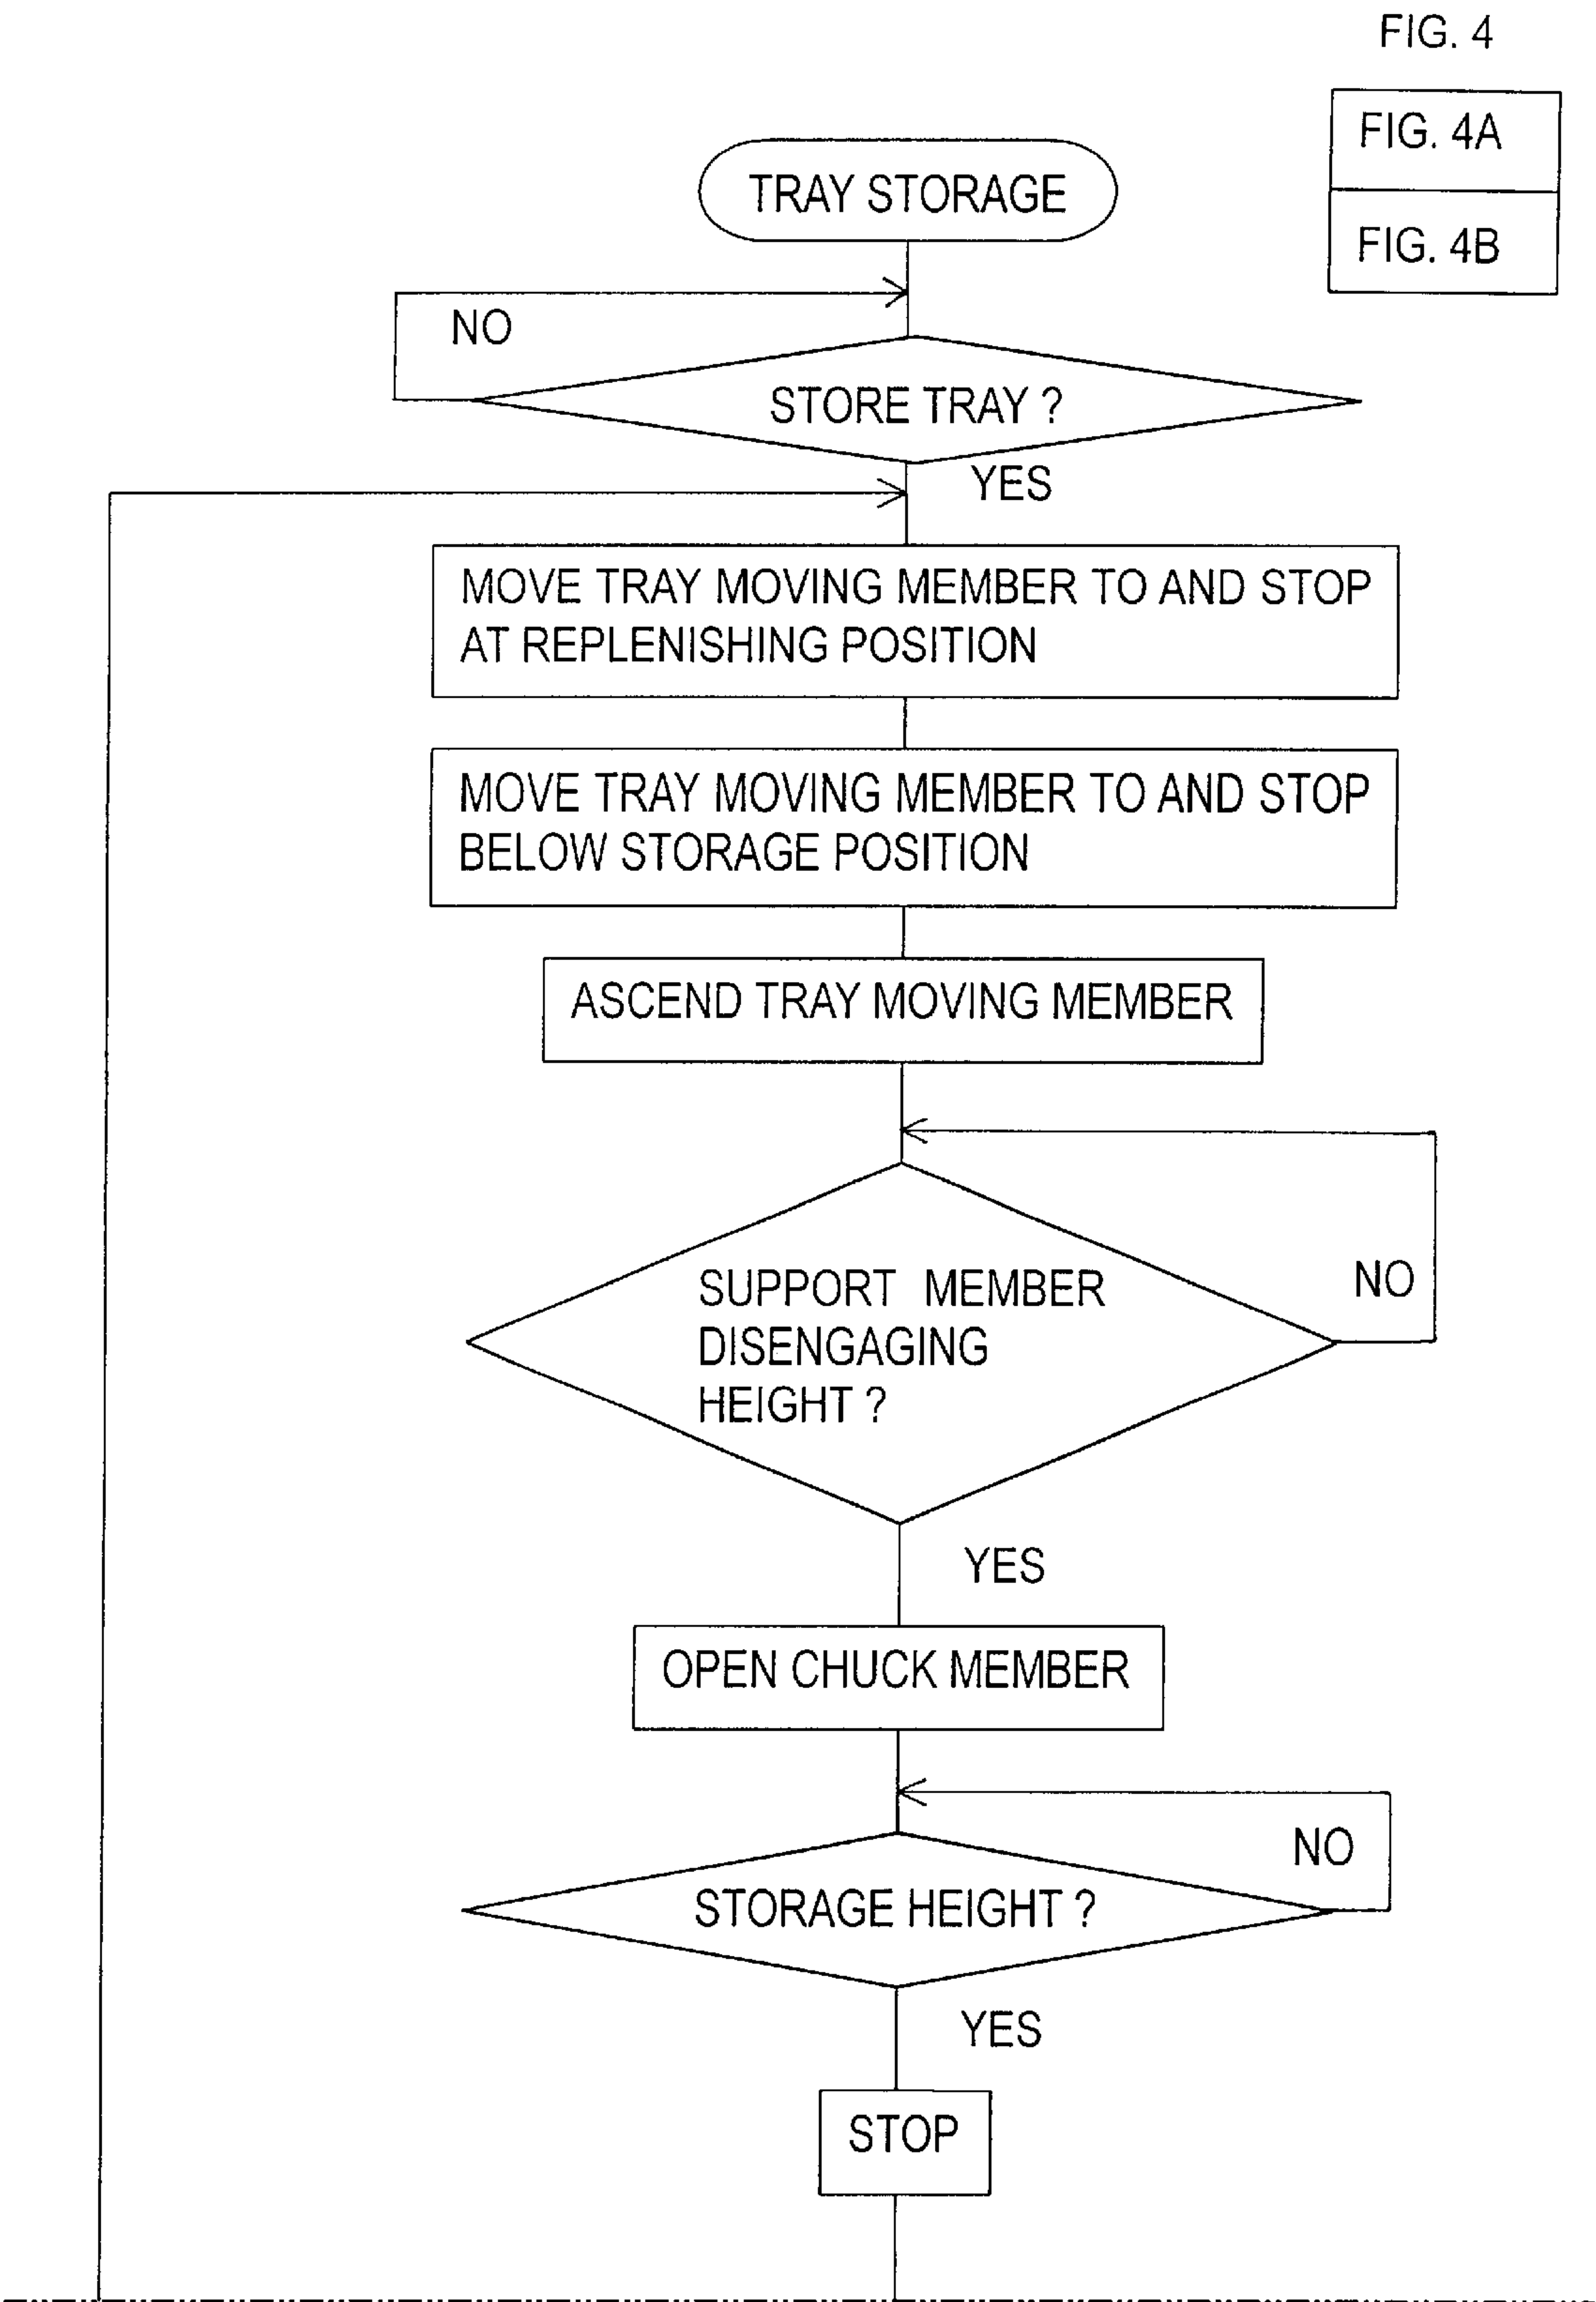 FIG. 4
FIG. 4A
FIG. 4B
TRAY STORAGE
NO
STORE TRAY ?
YES
MOVE TRAY MOVING MEMBER TO AND STOP
AT REPLENISHING POSITION
MOVE TRAY MOVING MEMBER TO AND STOP
BELOW STORAGE POSITION
ASCEND TRAY MOVING MEMBER
SUPPORT MEMBER
DISENGAGING
HEIGHT ?
NO
YES
OPEN CHUCK MEMBER
NO
STORAGE HEIGHT ?
YES
STOP